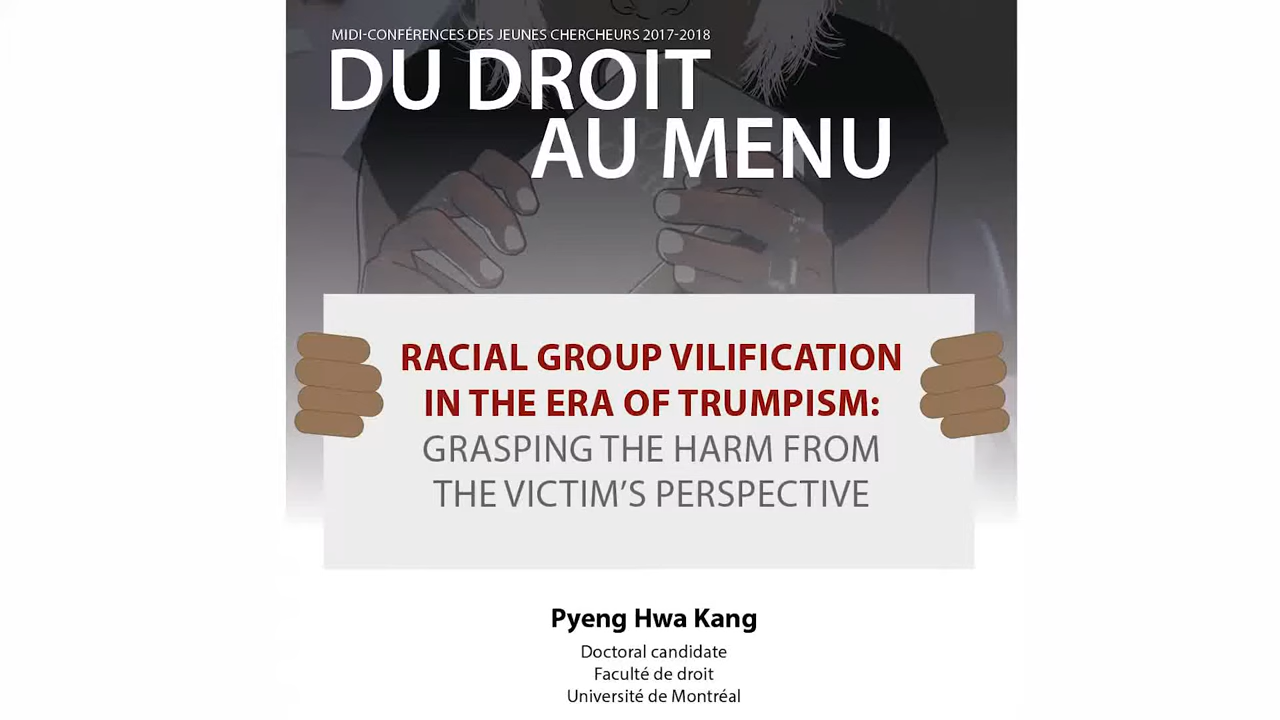 MIDI-CONFÉRENCES DES JEUNES CHERCHEURS 2017-2018
DU DROIT
AU MENU
RACIAL GROUP VILIFICATION
IN THE ERA OF TRUMPISM:
GRASPING THE HARM FROM
THE VICTIM'S PERSPECTIVE
Pyeng Hwa Kang
Doctoral candidate
Faculté de droit
Université de Montréal